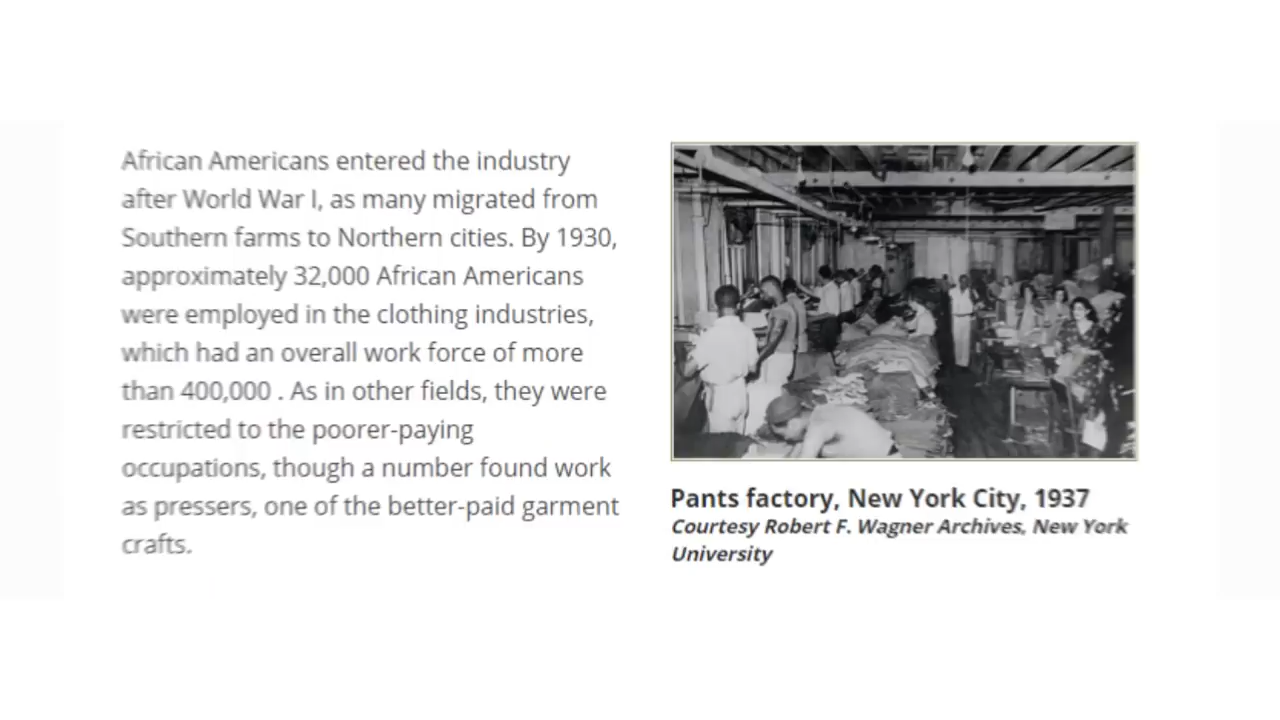 African Americans entered the industry
after World War I, as many migrated from
Southern farms to Northern cities. By 1930,
approximately 32,000 African Americans
were employed in the clothing industries,
which had an overall work force of more
than 400,000 . As in other fields, they were
restricted to the poorer-paying
occupations, though a number found work
as pressers, one of the better-paid garment
crafts.
Pants factory, New York City, 1937
Courtesy Robert F. Wagner Archives, New York
University